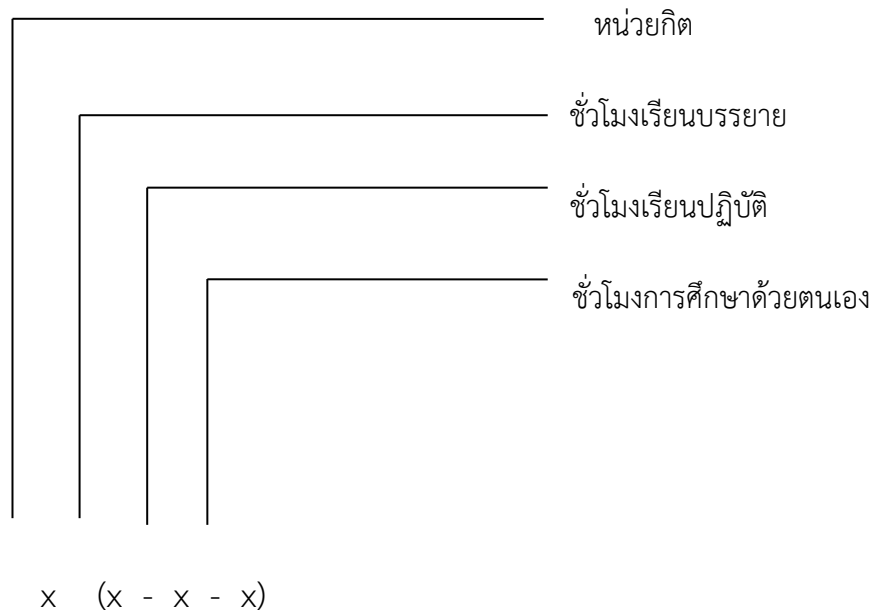 หน่วยกิต
ชั่วโมงเรียนบรรยาย
ชั่วโมงเรียนปฏิบัติ
ชั่วโมงการศึกษาด้วยตนเอง
x (x - x - x)